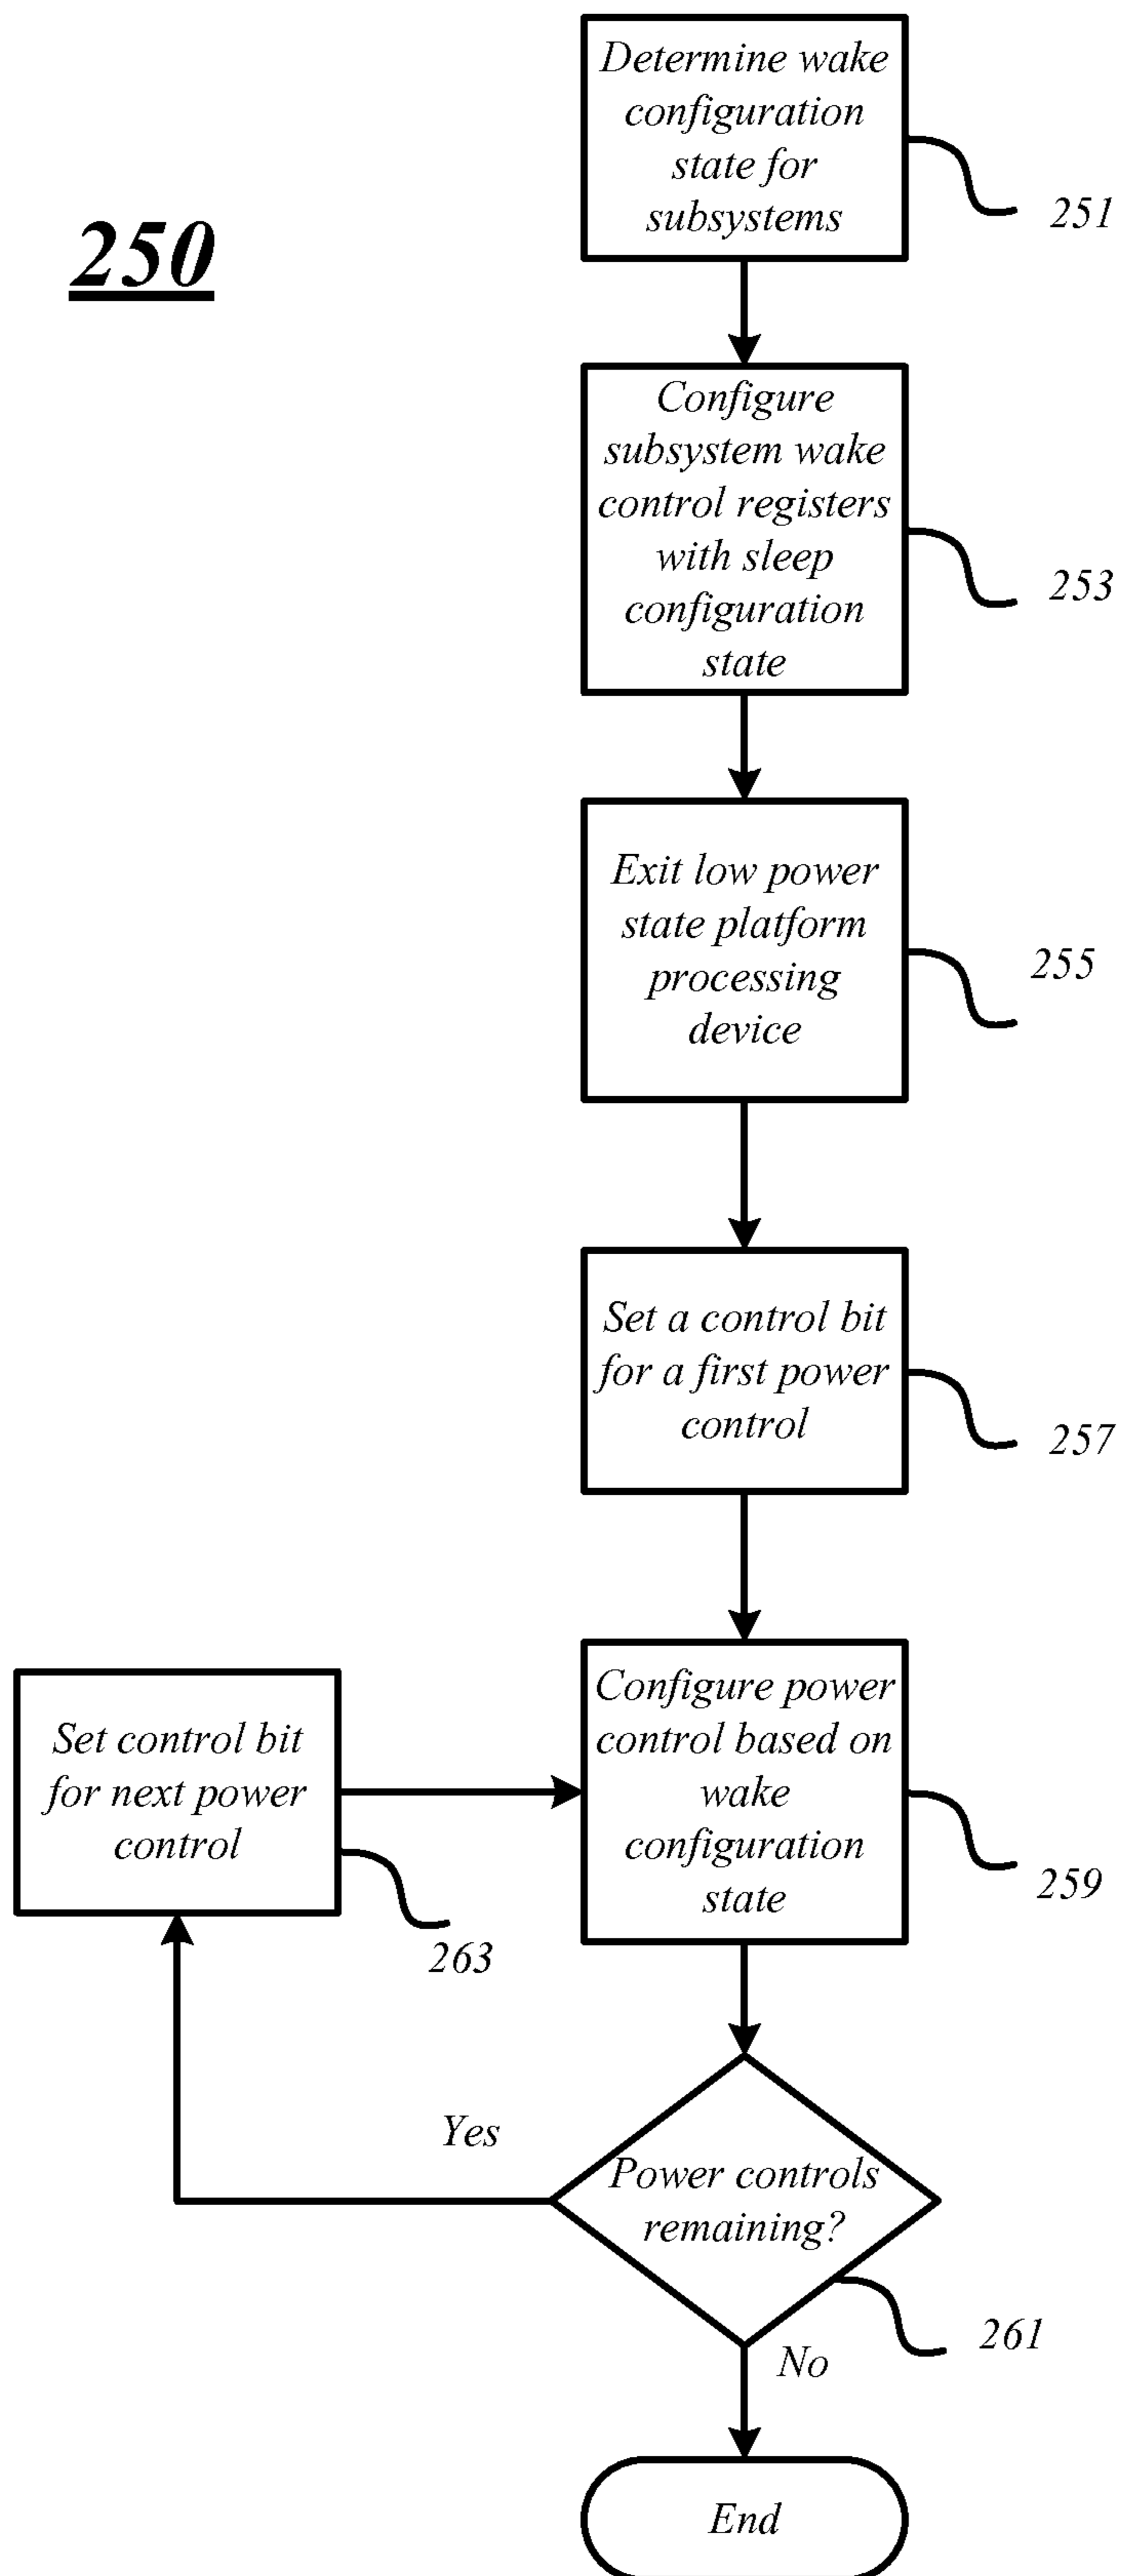 250
Determine wake
configuration
state for
subsystems
251
Configure
subsystem wake
control registers
with sleep
configuration
state
253
Exit low power
state platform
processing
device
255
Set a control bit
for a first power
control
257
Configure power
control based on
wake
configuration
state
259
Set control bit
for next power
control
263
Yes
Power controls
remaining?
261
No
End